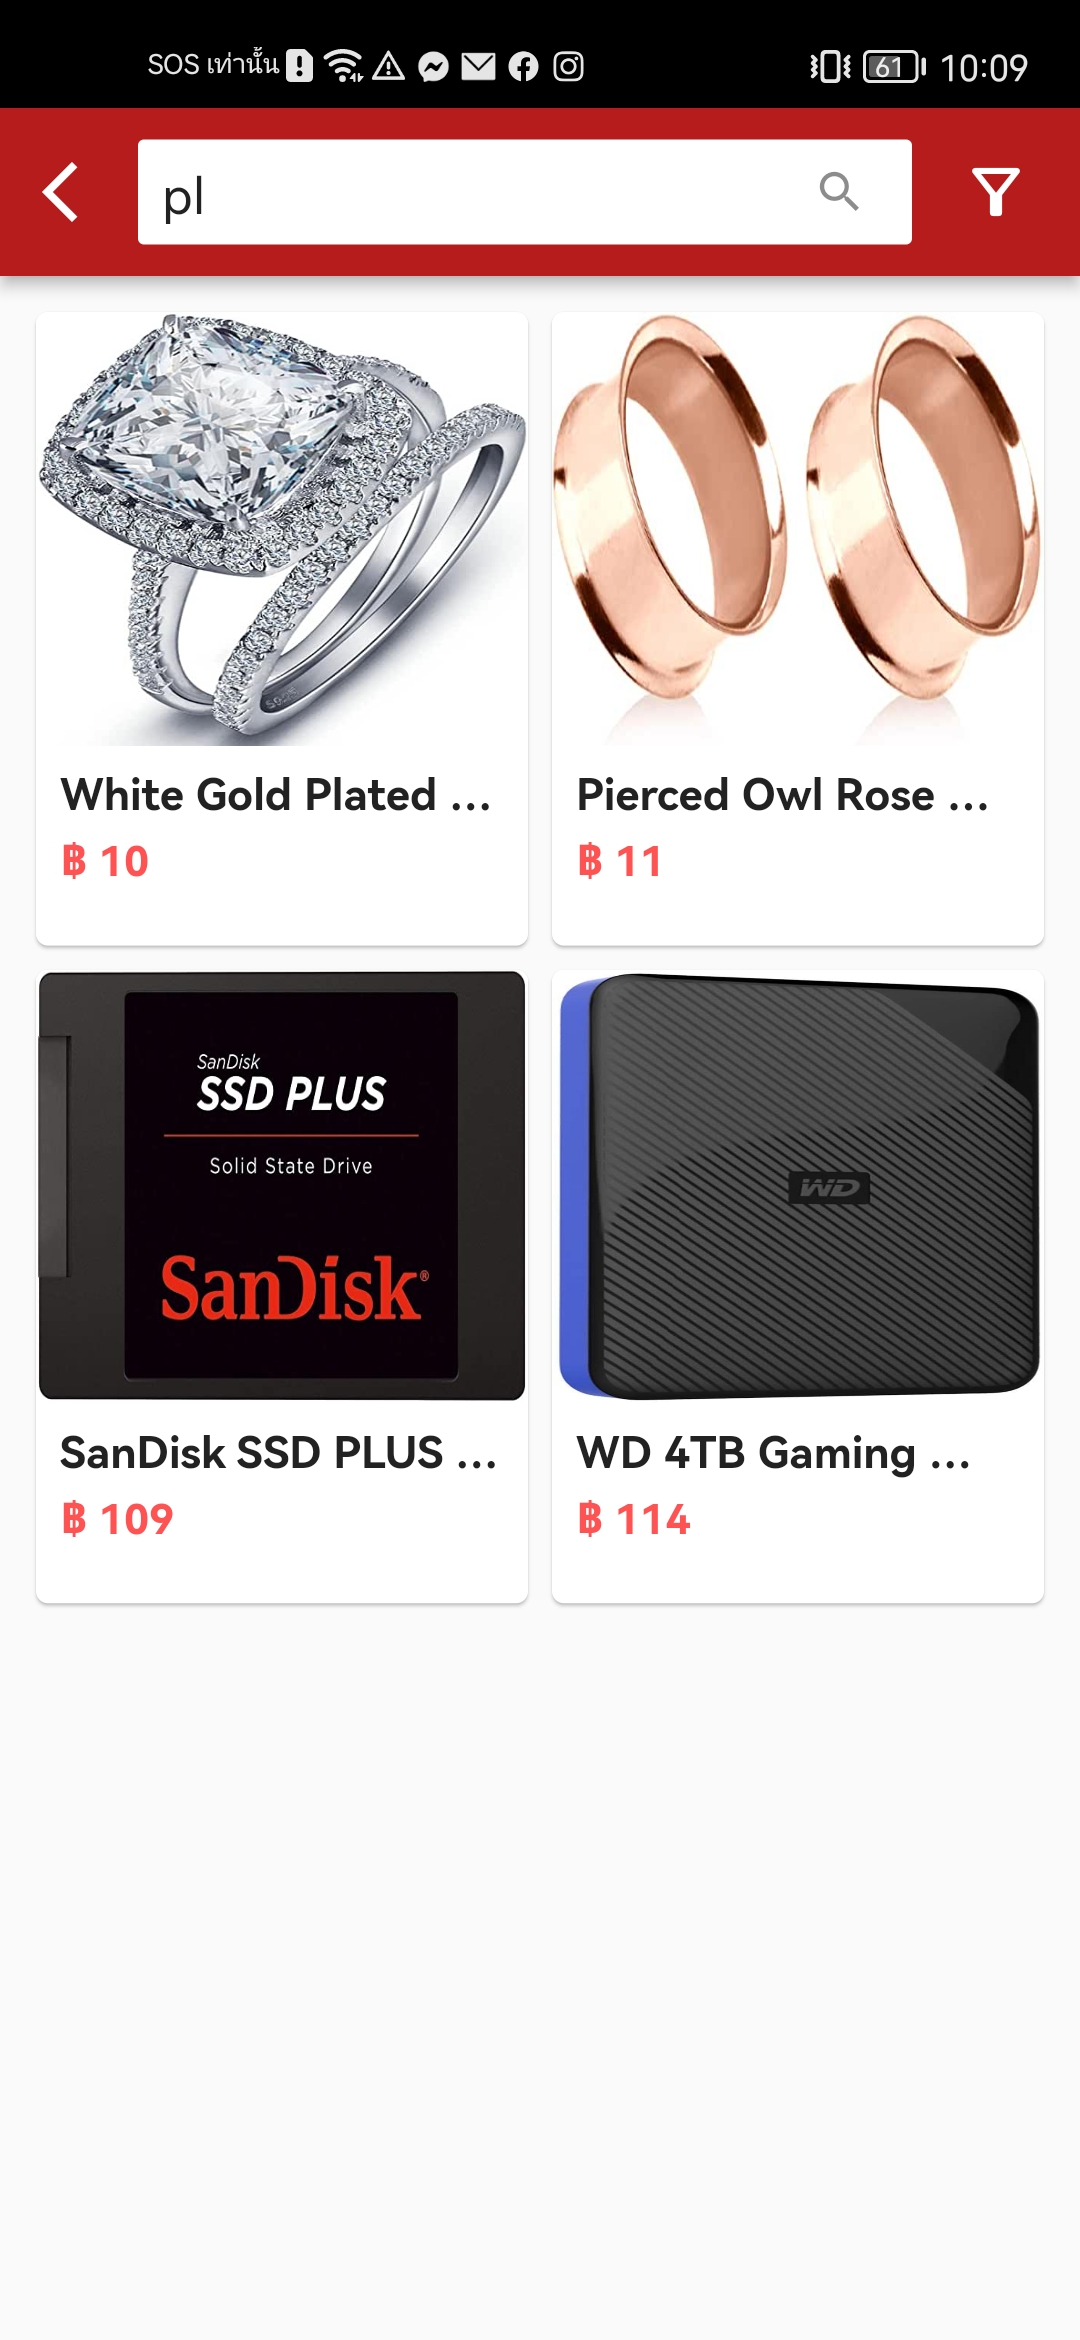 SOS เท่านั้น 61 10:09
pl
White Gold Plated ...
฿ 10
Pierced Owl Rose ...
฿ 11
SanDisk
SSD PLUS
Solid State Drive
SanDisk®
WD
SanDisk SSD PLUS ...
฿ 109
WD 4TB Gaming ...
฿ 114